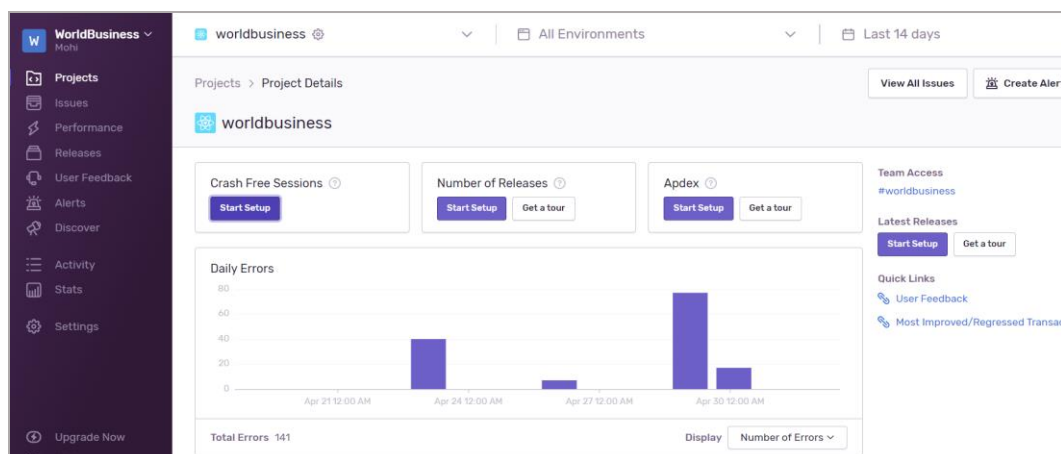 W
WorldBusiness
Mohi
Projects
Issues
Performance
Releases
User Feedback
Alerts
Discover
Activity
Stats
Settings
Upgrade Now
worldbusiness
All Environments
Last 14 days
Projects > Project Details
View All Issues
Create Aler
worldbusiness
Crash Free Sessions ?
Start Setup
Number of Releases ?
Start Setup Get a tour
Apdex ?
Start Setup Get a tour
Daily Errors
80
60
40
20
0
Apr 21 12:00 AM Apr 24 12:00 AM Apr 27 12:00 AM Apr 30 12:00 AM
Total Errors 141
Display Number of Errors
Team Access
#worldbusiness
Latest Releases
Start Setup Get a tour
Quick Links
User Feedback
Most Improved/Regressed Transac